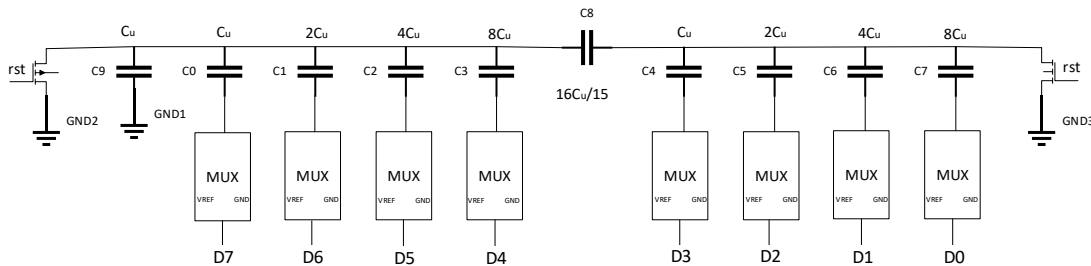 C8
Cu Cu 2Cu 4Cu 8Cu Cu 2Cu 4Cu 8Cu
rst C9 C0 C1 C2 C3 C4 C5 C6 C7 rst
16Cu/15
GND2 GND1 GND3
MUX MUX MUX MUX MUX MUX MUX MUX
VREF GND VREF GND VREF GND VREF GND VREF GND VREF GND VREF GND VREF GND
D7 D6 D5 D4 D3 D2 D1 D0